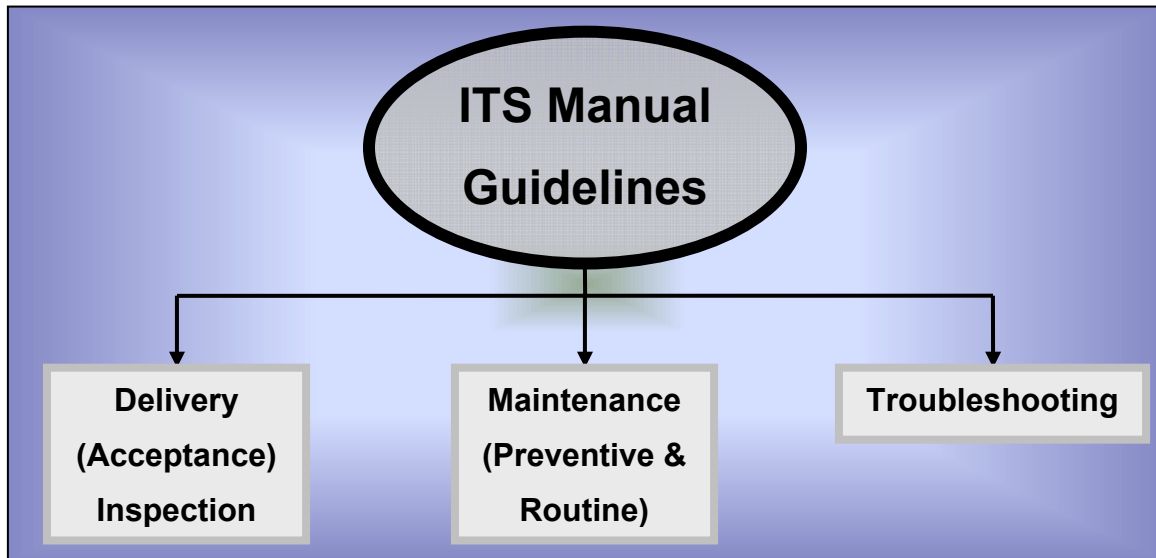 ITS Manual
Guidelines
Delivery
(Acceptance)
Inspection
Maintenance
(Preventive &
Routine)
Troubleshooting